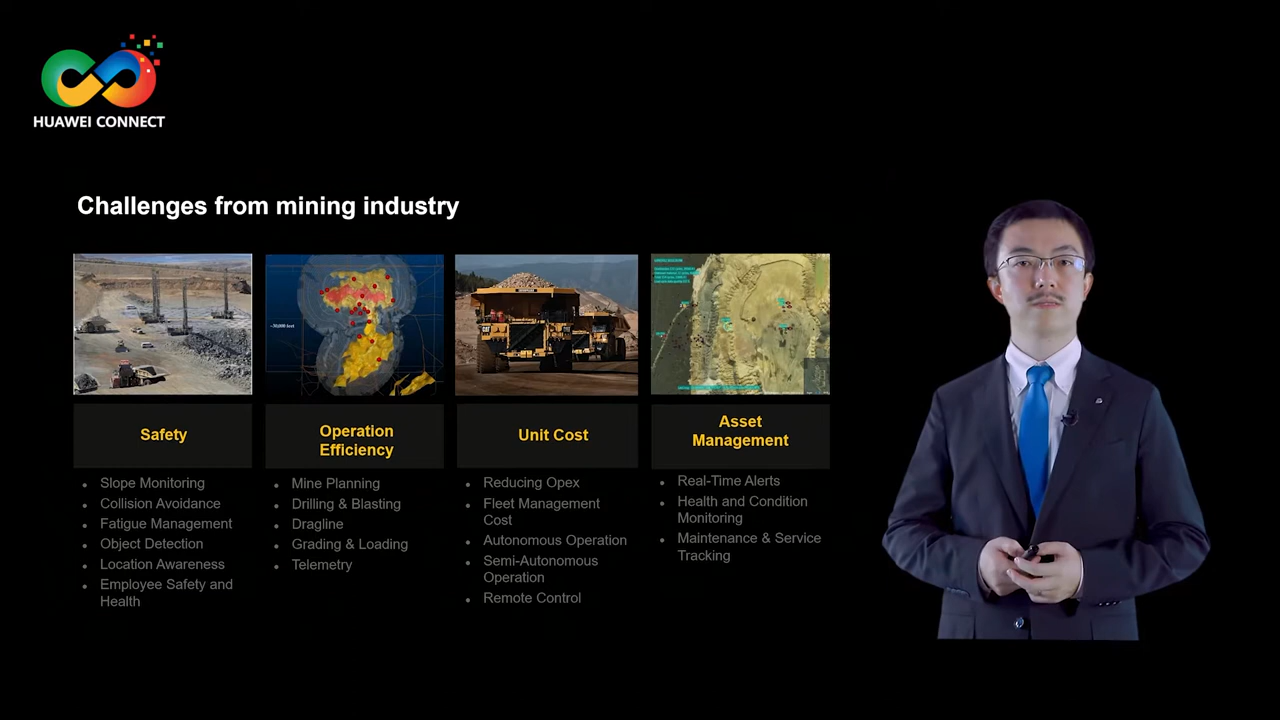 HUAWEI CONNECT
Challenges from mining industry
Safety
Slope Monitoring
Collision Avoidance
Fatigue Management
Object Detection
Location Awareness
Employee Safety and
Health
Operation
Efficiency
Mine Planning
Drilling & Blasting
Dragline
Grading & Loading
Telemetry
Unit Cost
Reducing Opex
Fleet Management
Cost
Autonomous Operation
Semi-Autonomous
Operation
Remote Control
Asset
Management
Real-Time Alerts
Health and Condition
Monitoring
Maintenance & Service
Tracking